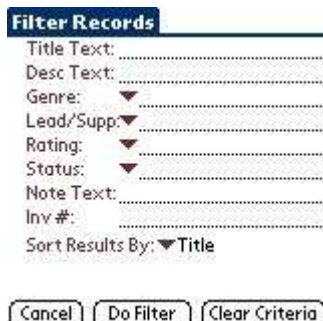 Filter Records
Title Text:
Desc Text:
Genre:
Lead/Supp:
Rating:
Status:
Note Text:
Inv #:
Sort Results By: Title
Cancel Do Filter Clear Criteria